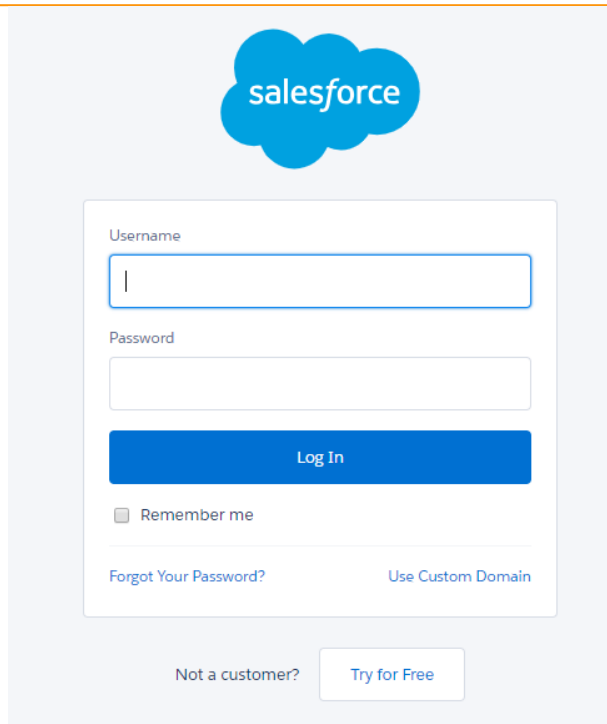 salesforce
Username
Password
Log In
Remember me
Forgot Your Password? Use Custom Domain
Not a customer? Try for Free